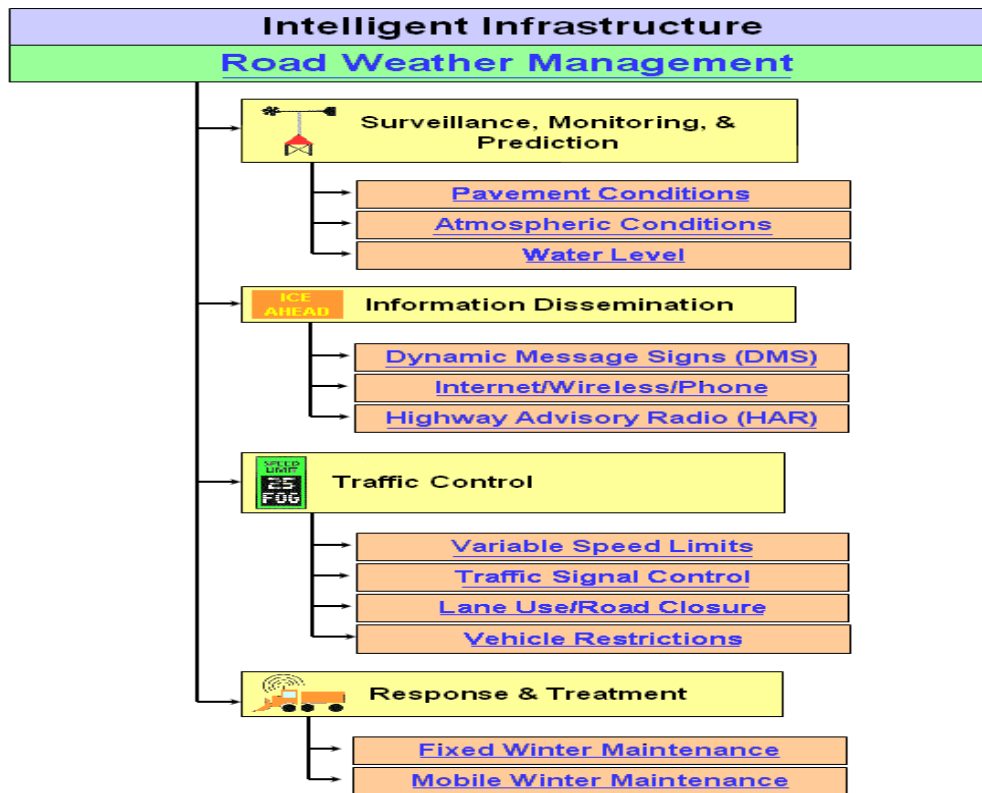 Intelligent Infrastructure
Road Weather Management
Surveillance, Monitoring, &
Prediction
Pavement Conditions
Atmospheric Conditions
Water Level
ICE
AHEAD
Information Dissemination
Dynamic Message Signs (DMS)
Internet/Wireless/Phone
Highway Advisory Radio (HAR)
SPEED
LIMIT
25
FOG
Traffic Control
Variable Speed Limits
Traffic Signal Control
Lane Use/Road Closure
Vehicle Restrictions
Response & Treatment
Fixed Winter Maintenance
Mobile Winter Maintenance